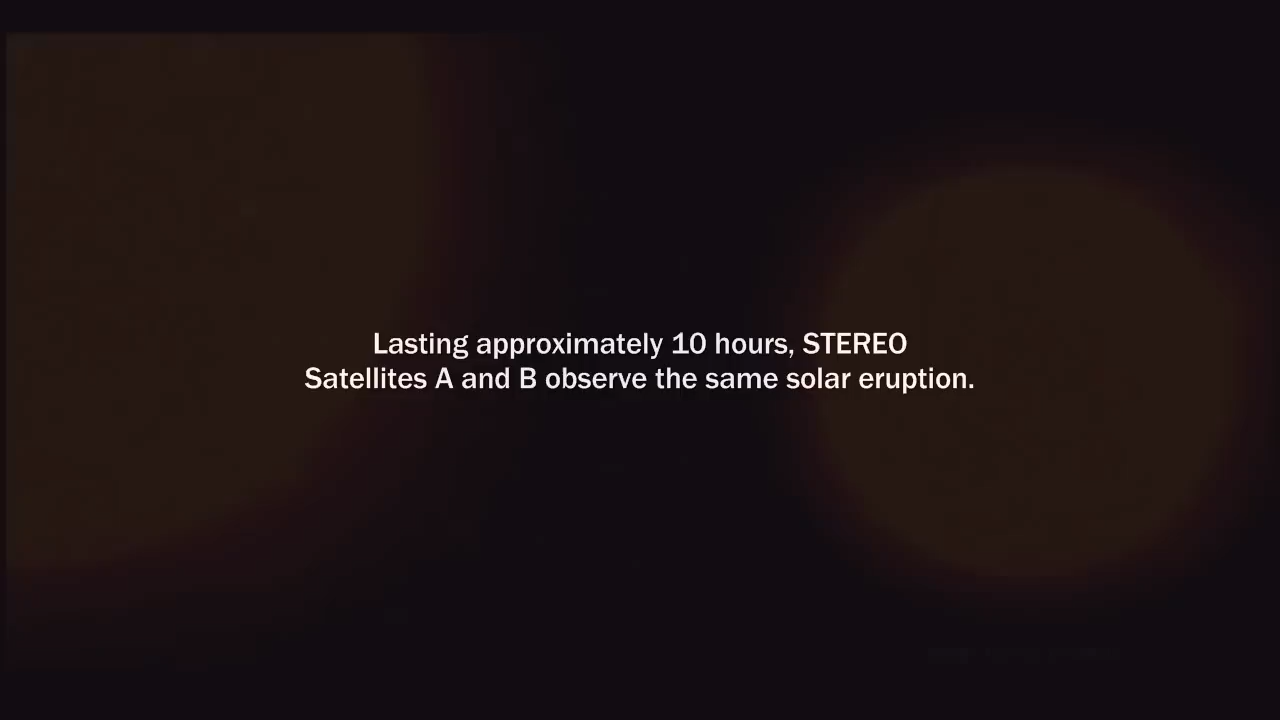 Lasting approximately 10 hours, STEREO
Satellites A and B observe the same solar eruption.